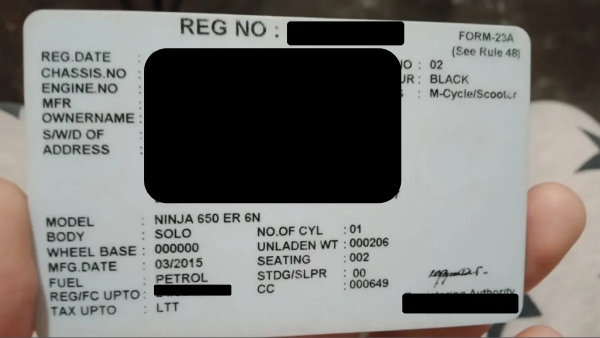 REG NO :
FORM-23A
(See Rule 48)
REG.DATE :
CHASSIS.NO :
ENGINE.NO :
MFR :
OWNERNAME :
S/W/D OF :
ADDRESS :
: 02
: BLACK
: M-Cycle/Scooter
MODEL : NINJA 650 ER 6N
BODY : SOLO
WHEEL BASE : 000000
MFG.DATE : 03/2015
FUEL : PETROL
REG/FC UPTO :
TAX UPTO : LTT
NO.OF CYL : 01
UNLADEN WT : 000206
SEATING : 002
STDG/SLPR : 00
CC : 000649
Authority